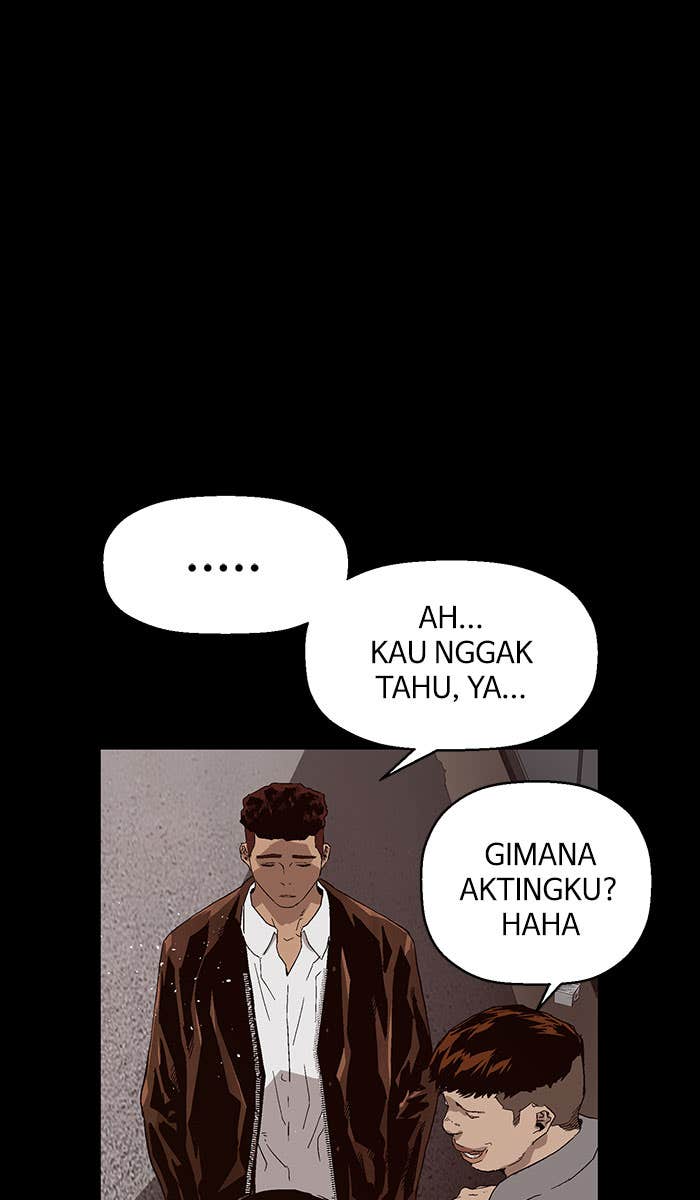 .....
AH...
KAU NGGAK
TAHU, YA...
GIMANA
AKTINGKU?
HAHA